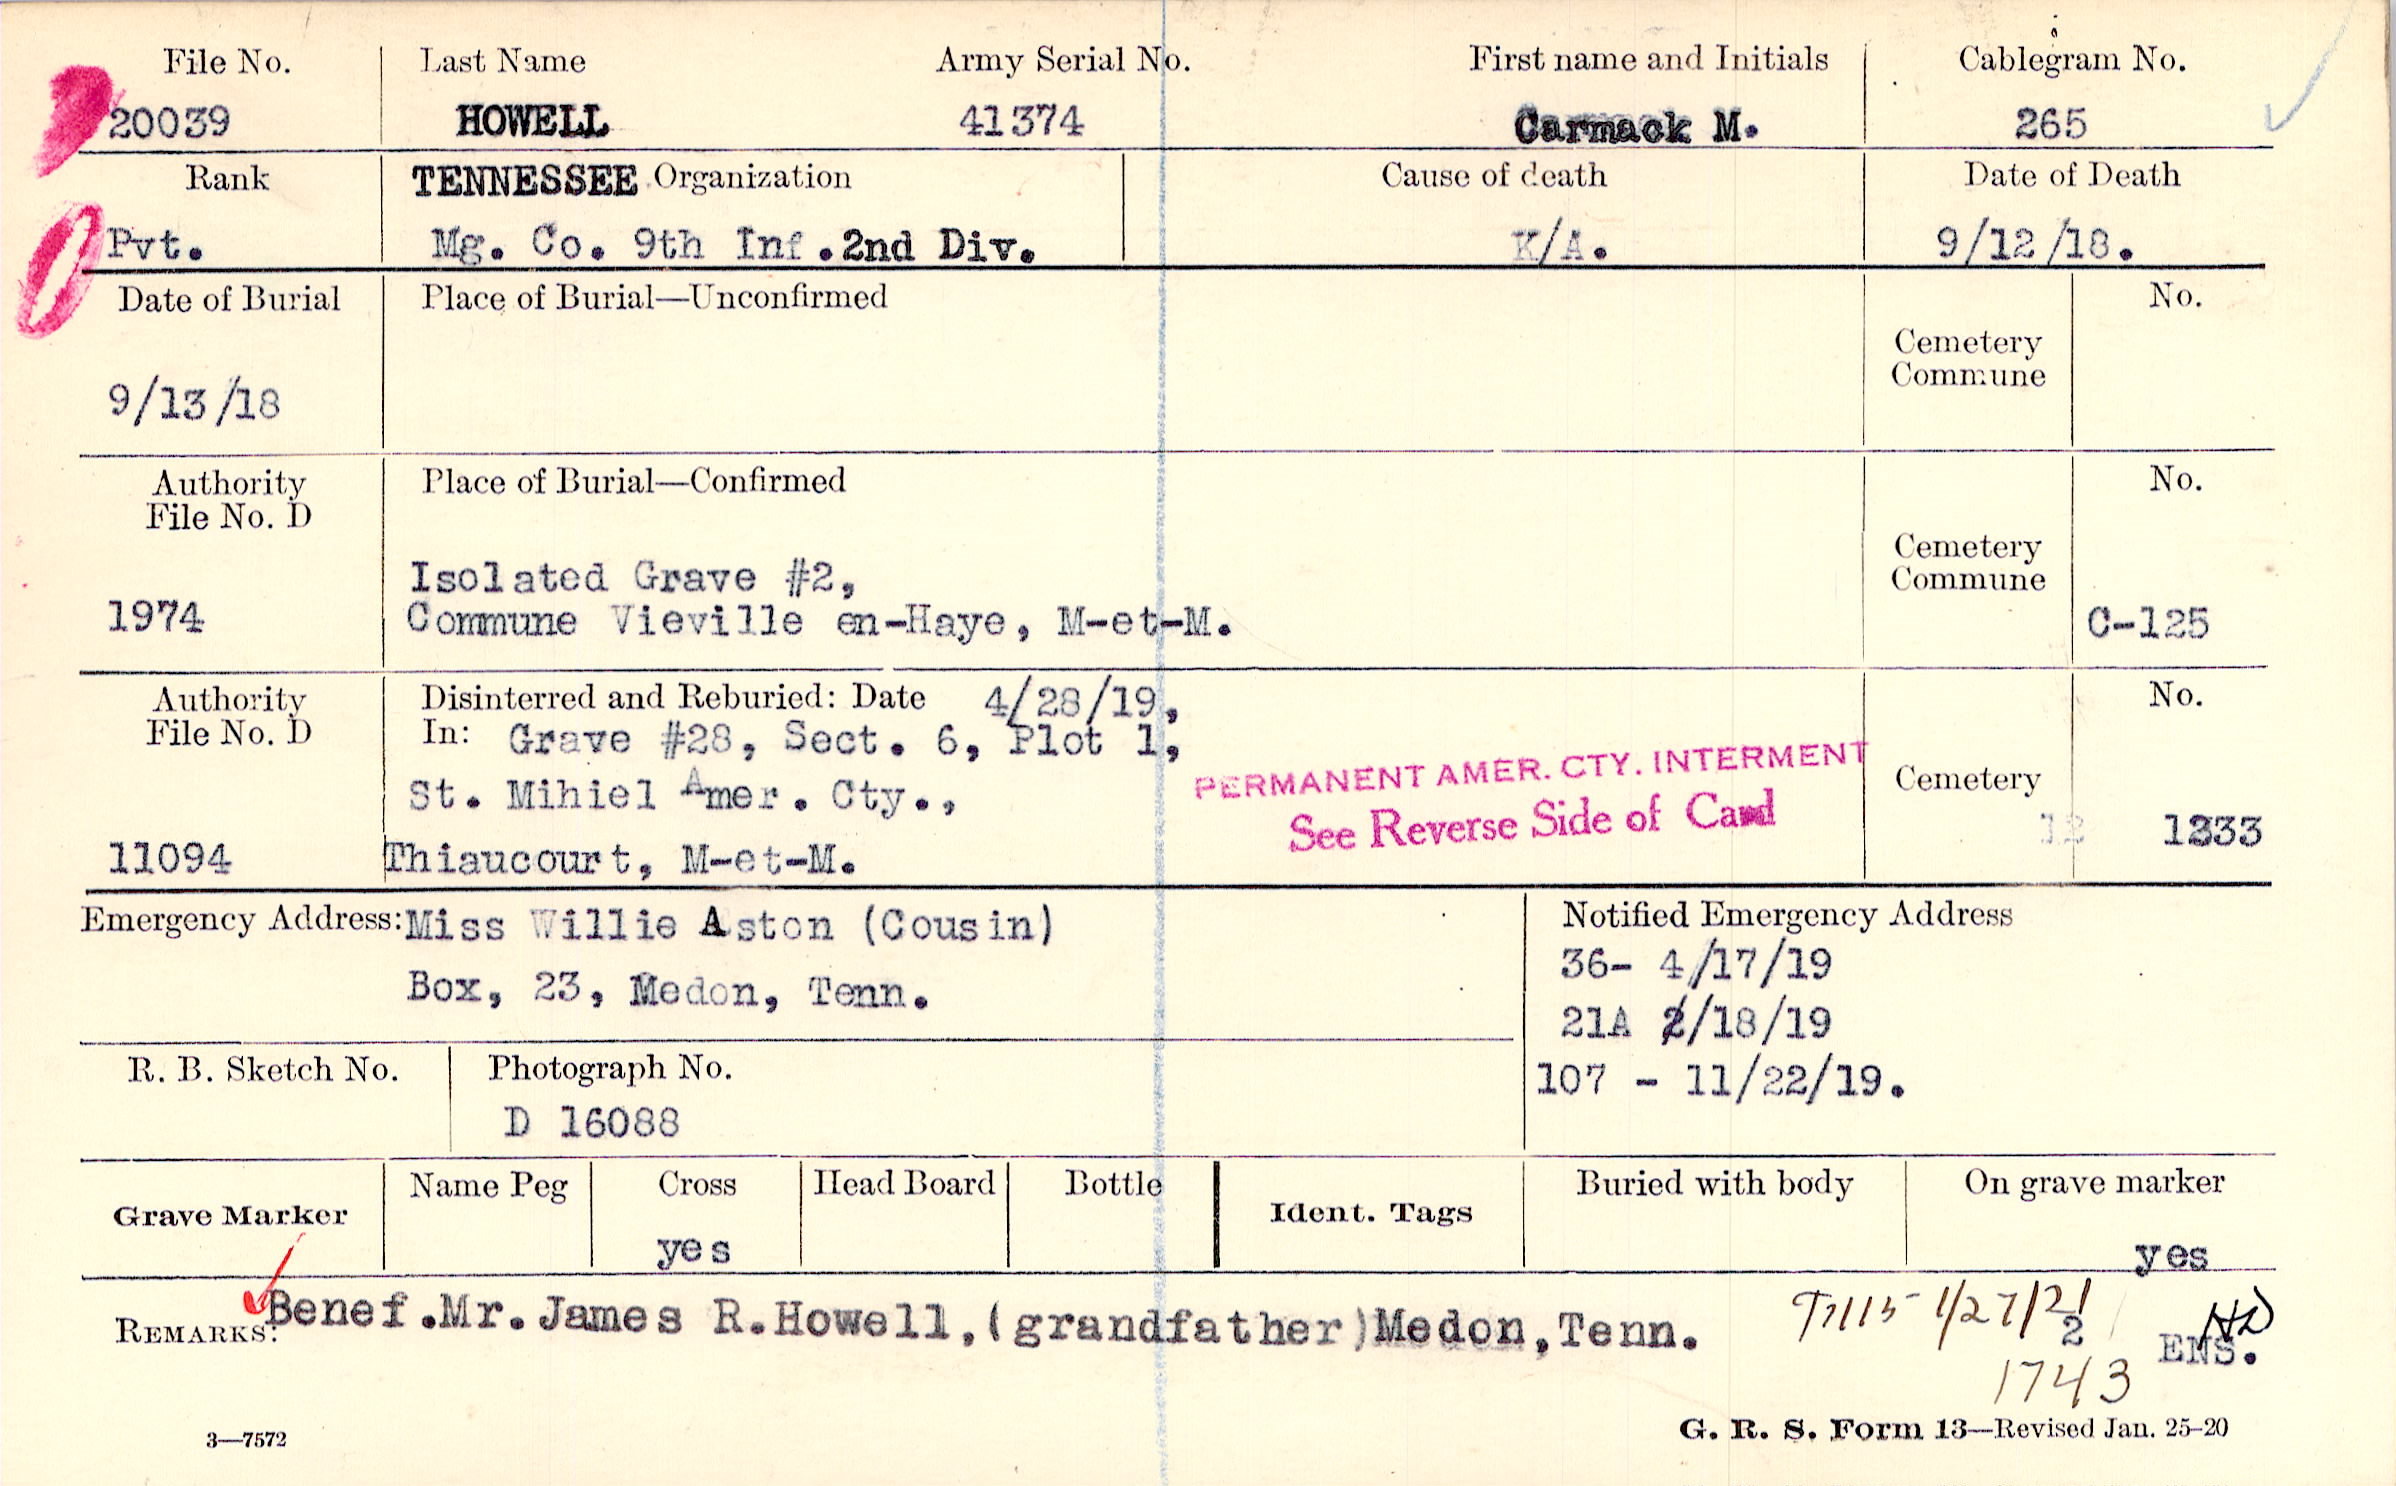 File No. Last Name Army Serial No. First name and Initials Cablegram No.
20039 HOWELL 41374 Carmack M. 265
Rank TENNESSEE Organization Cause of death Date of Death
Pvt. Mg. Co. 9th Inf.2nd Div. K/A. 9/12/18.
Date of Burial Place of Burial—Unconfirmed No.
Cemetery
Commune
9/13/18
Authority Place of Burial—Confirmed No.
File No. D
Cemetery
Isolated Grave #2, Commune
1974 Commune Vieville en-Haye, M-et-M. C-125
Authority Disinterred and Reburied: Date 4/28/19, No.
File No. D In: Grave #28, Sect. 6, Plot 1,
PERMANENT AMER. CTY. INTERMENT
St. Mihiel Amer. Cty., Cemetery
See Reverse Side of Card
12 1233
11094 Thiaucourt, M-et-M.
Emergency Address: Miss Willie Aston (Cousin) Notified Emergency Address
36- 4/17/19
Box, 23, Medon, Tenn.
21A 2/18/19
R. B. Sketch No. Photograph No.
107 - 11/22/19.
D 16088
Name Peg Cross Head Board Bottle Buried with body On grave marker
Grave Marker Ident. Tags
yes yes
REMARKS: Benef.Mr.James R.Howell,(grandfather)Medon,Tenn. 1/27/21
2 ENS.
1743
3—7572 G. R. S. Form 13—Revised Jan. 25-20